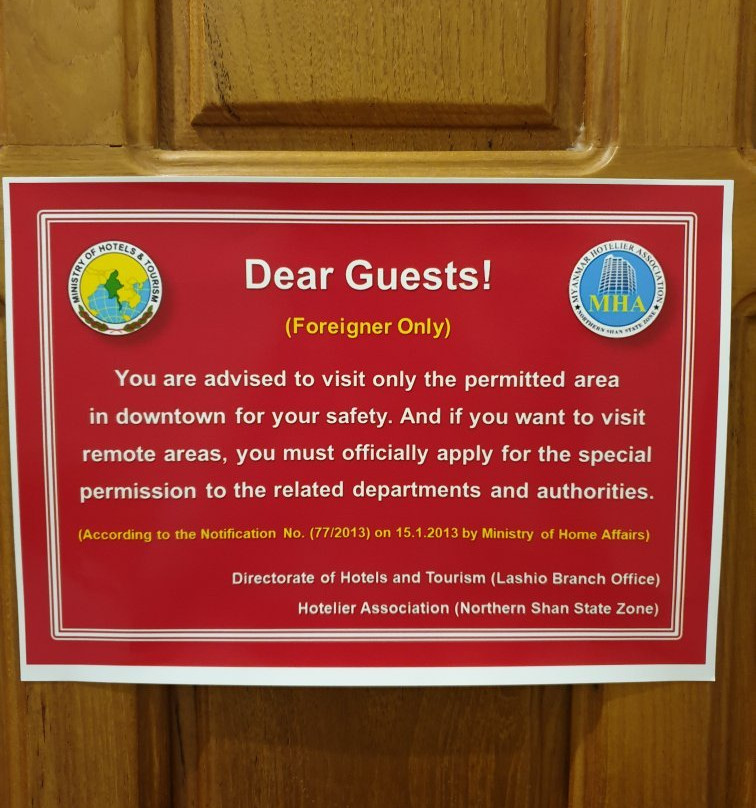 MINISTRY OF HOTELS & TOURISM
Dear Guests!
MYANMAR HOTELIER ASSOCIATION
MHA
NORTHERN SHAN STATE ZONE
(Foreigner Only)
You are advised to visit only the permitted area
in downtown for your safety. And if you want to visit
remote areas, you must officially apply for the special
permission to the related departments and authorities.
(According to the Notification No. (77/2013) on 15.1.2013 by Ministry of Home Affairs)
Directorate of Hotels and Tourism (Lashio Branch Office)
Hotelier Association (Northern Shan State Zone)